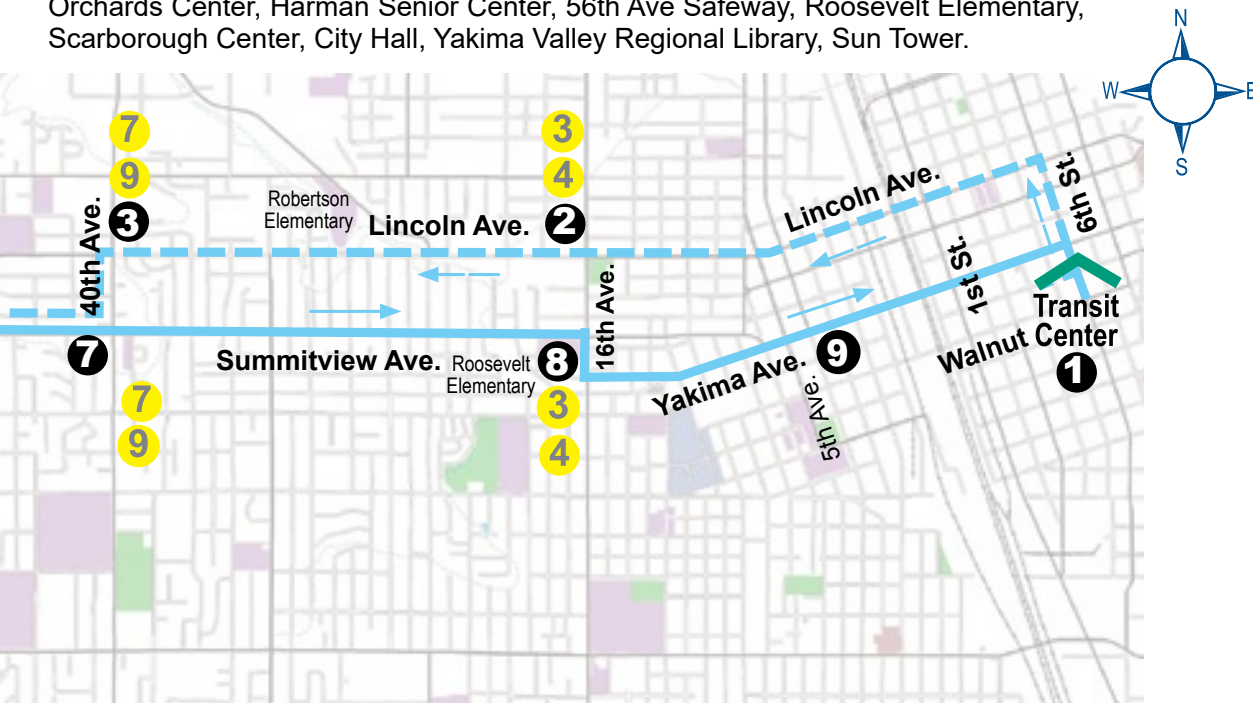 Orchards Center, Harman Senior Center, 56th Ave Safeway, Roosevelt Elementary,
Scarborough Center, City Hall, Yakima Valley Regional Library, Sun Tower.
N
W
E
S
7
9
3
40th Ave.
Robertson
Elementary
Lincoln Ave.
3
4
2
Lincoln Ave.
6th St.
1st St.
16th Ave.
Transit
Center
1
Walnut
7
Summitview Ave.
Roosevelt
Elementary
8
Yakima Ave.
9
5th Ave.
7
9
3
4